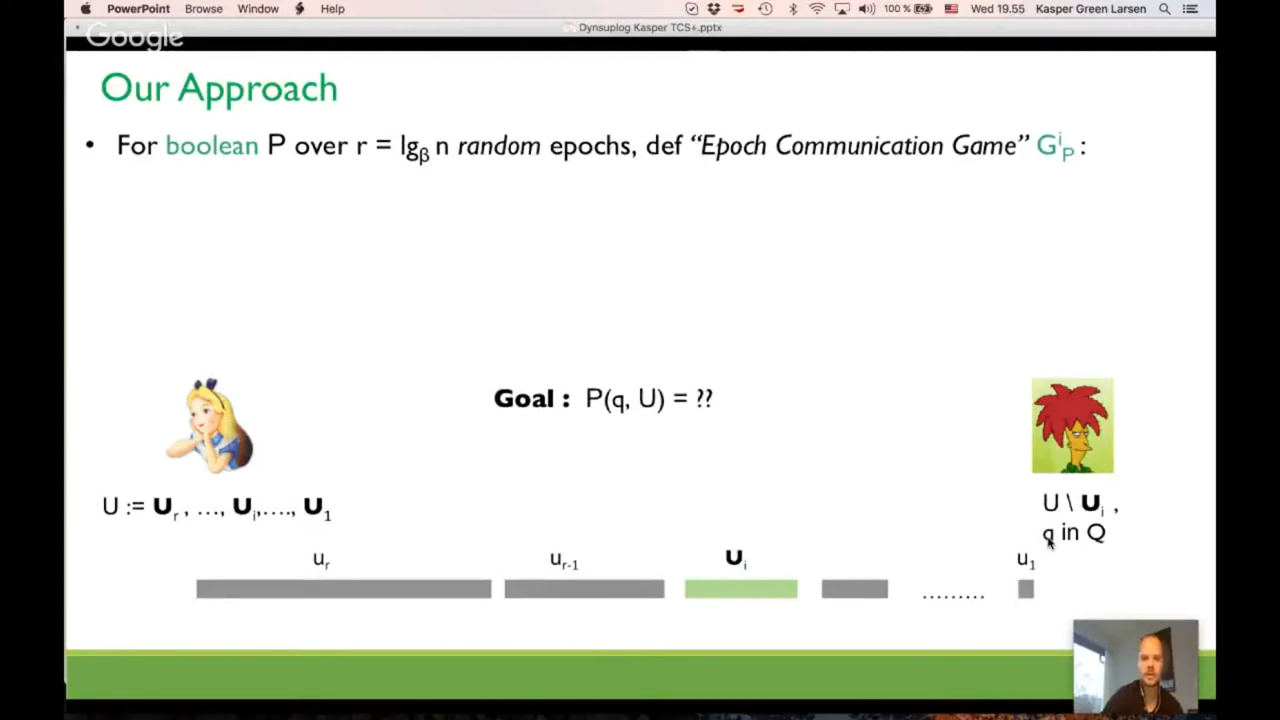 PowerPoint Browse Window Help 100 % Wed 19.55 Kasper Green Larsen
Dynsuplog Kasper TCS+.pptx
Google
Our Approach
• For boolean P over r = lgβ n random epochs, def “Epoch Communication Game” GiP :
Goal : P(q, U) = ??
U := Ur , …, Ui,…., U1
U \ Ui ,
q in Q
ur ur-1 Ui u1
………